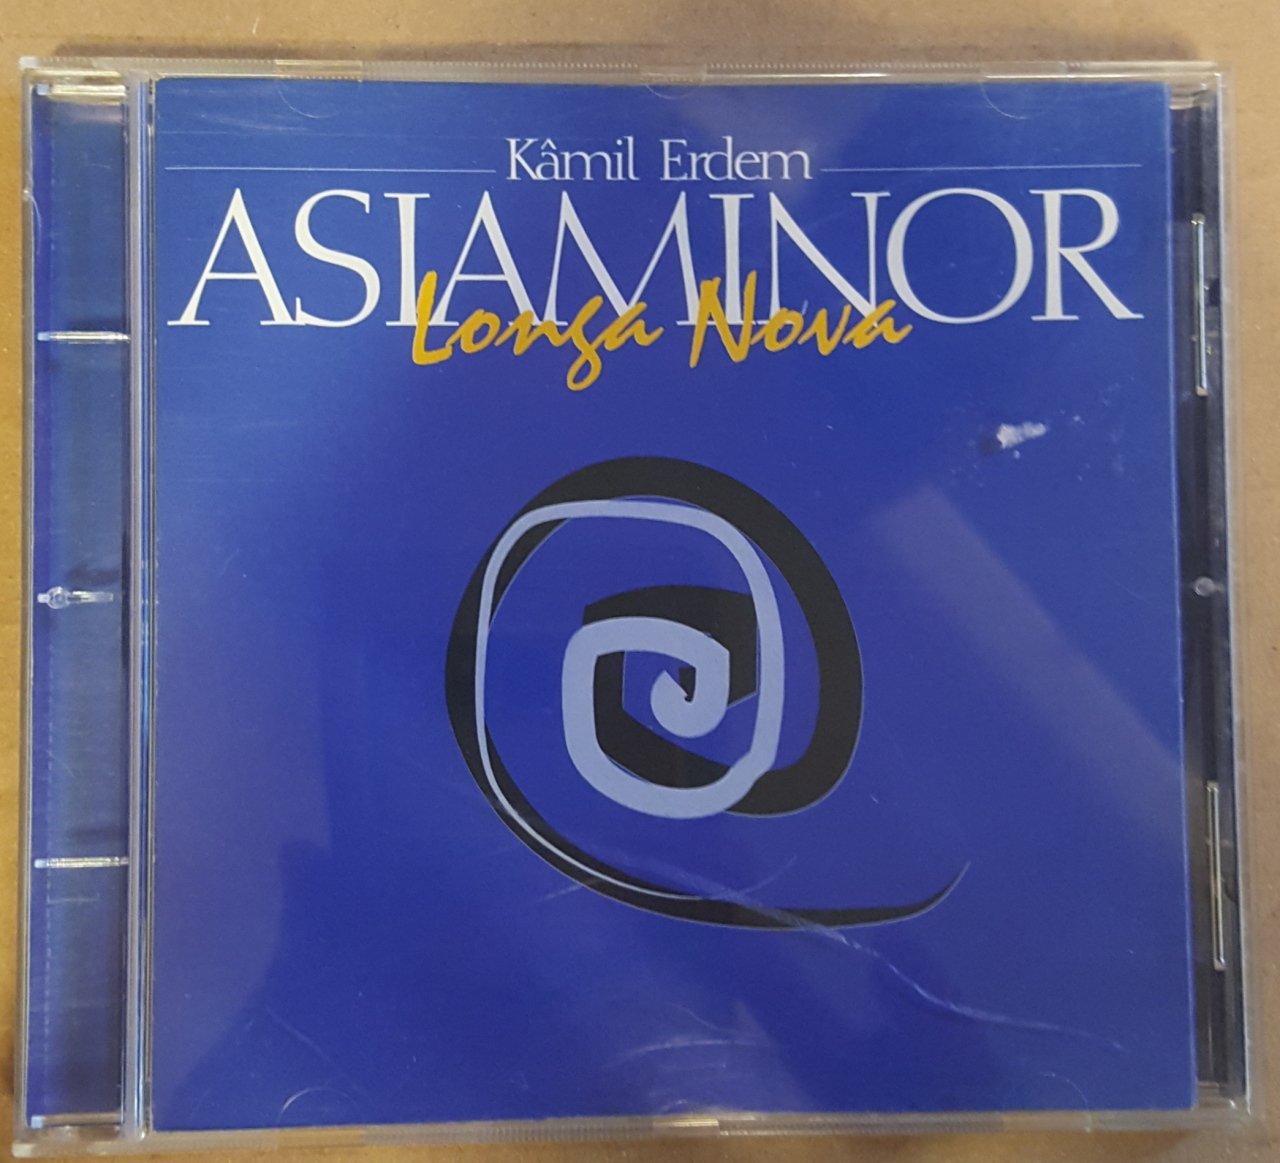 Kâmil Erdem
ASIAMINOR
Longa Nova